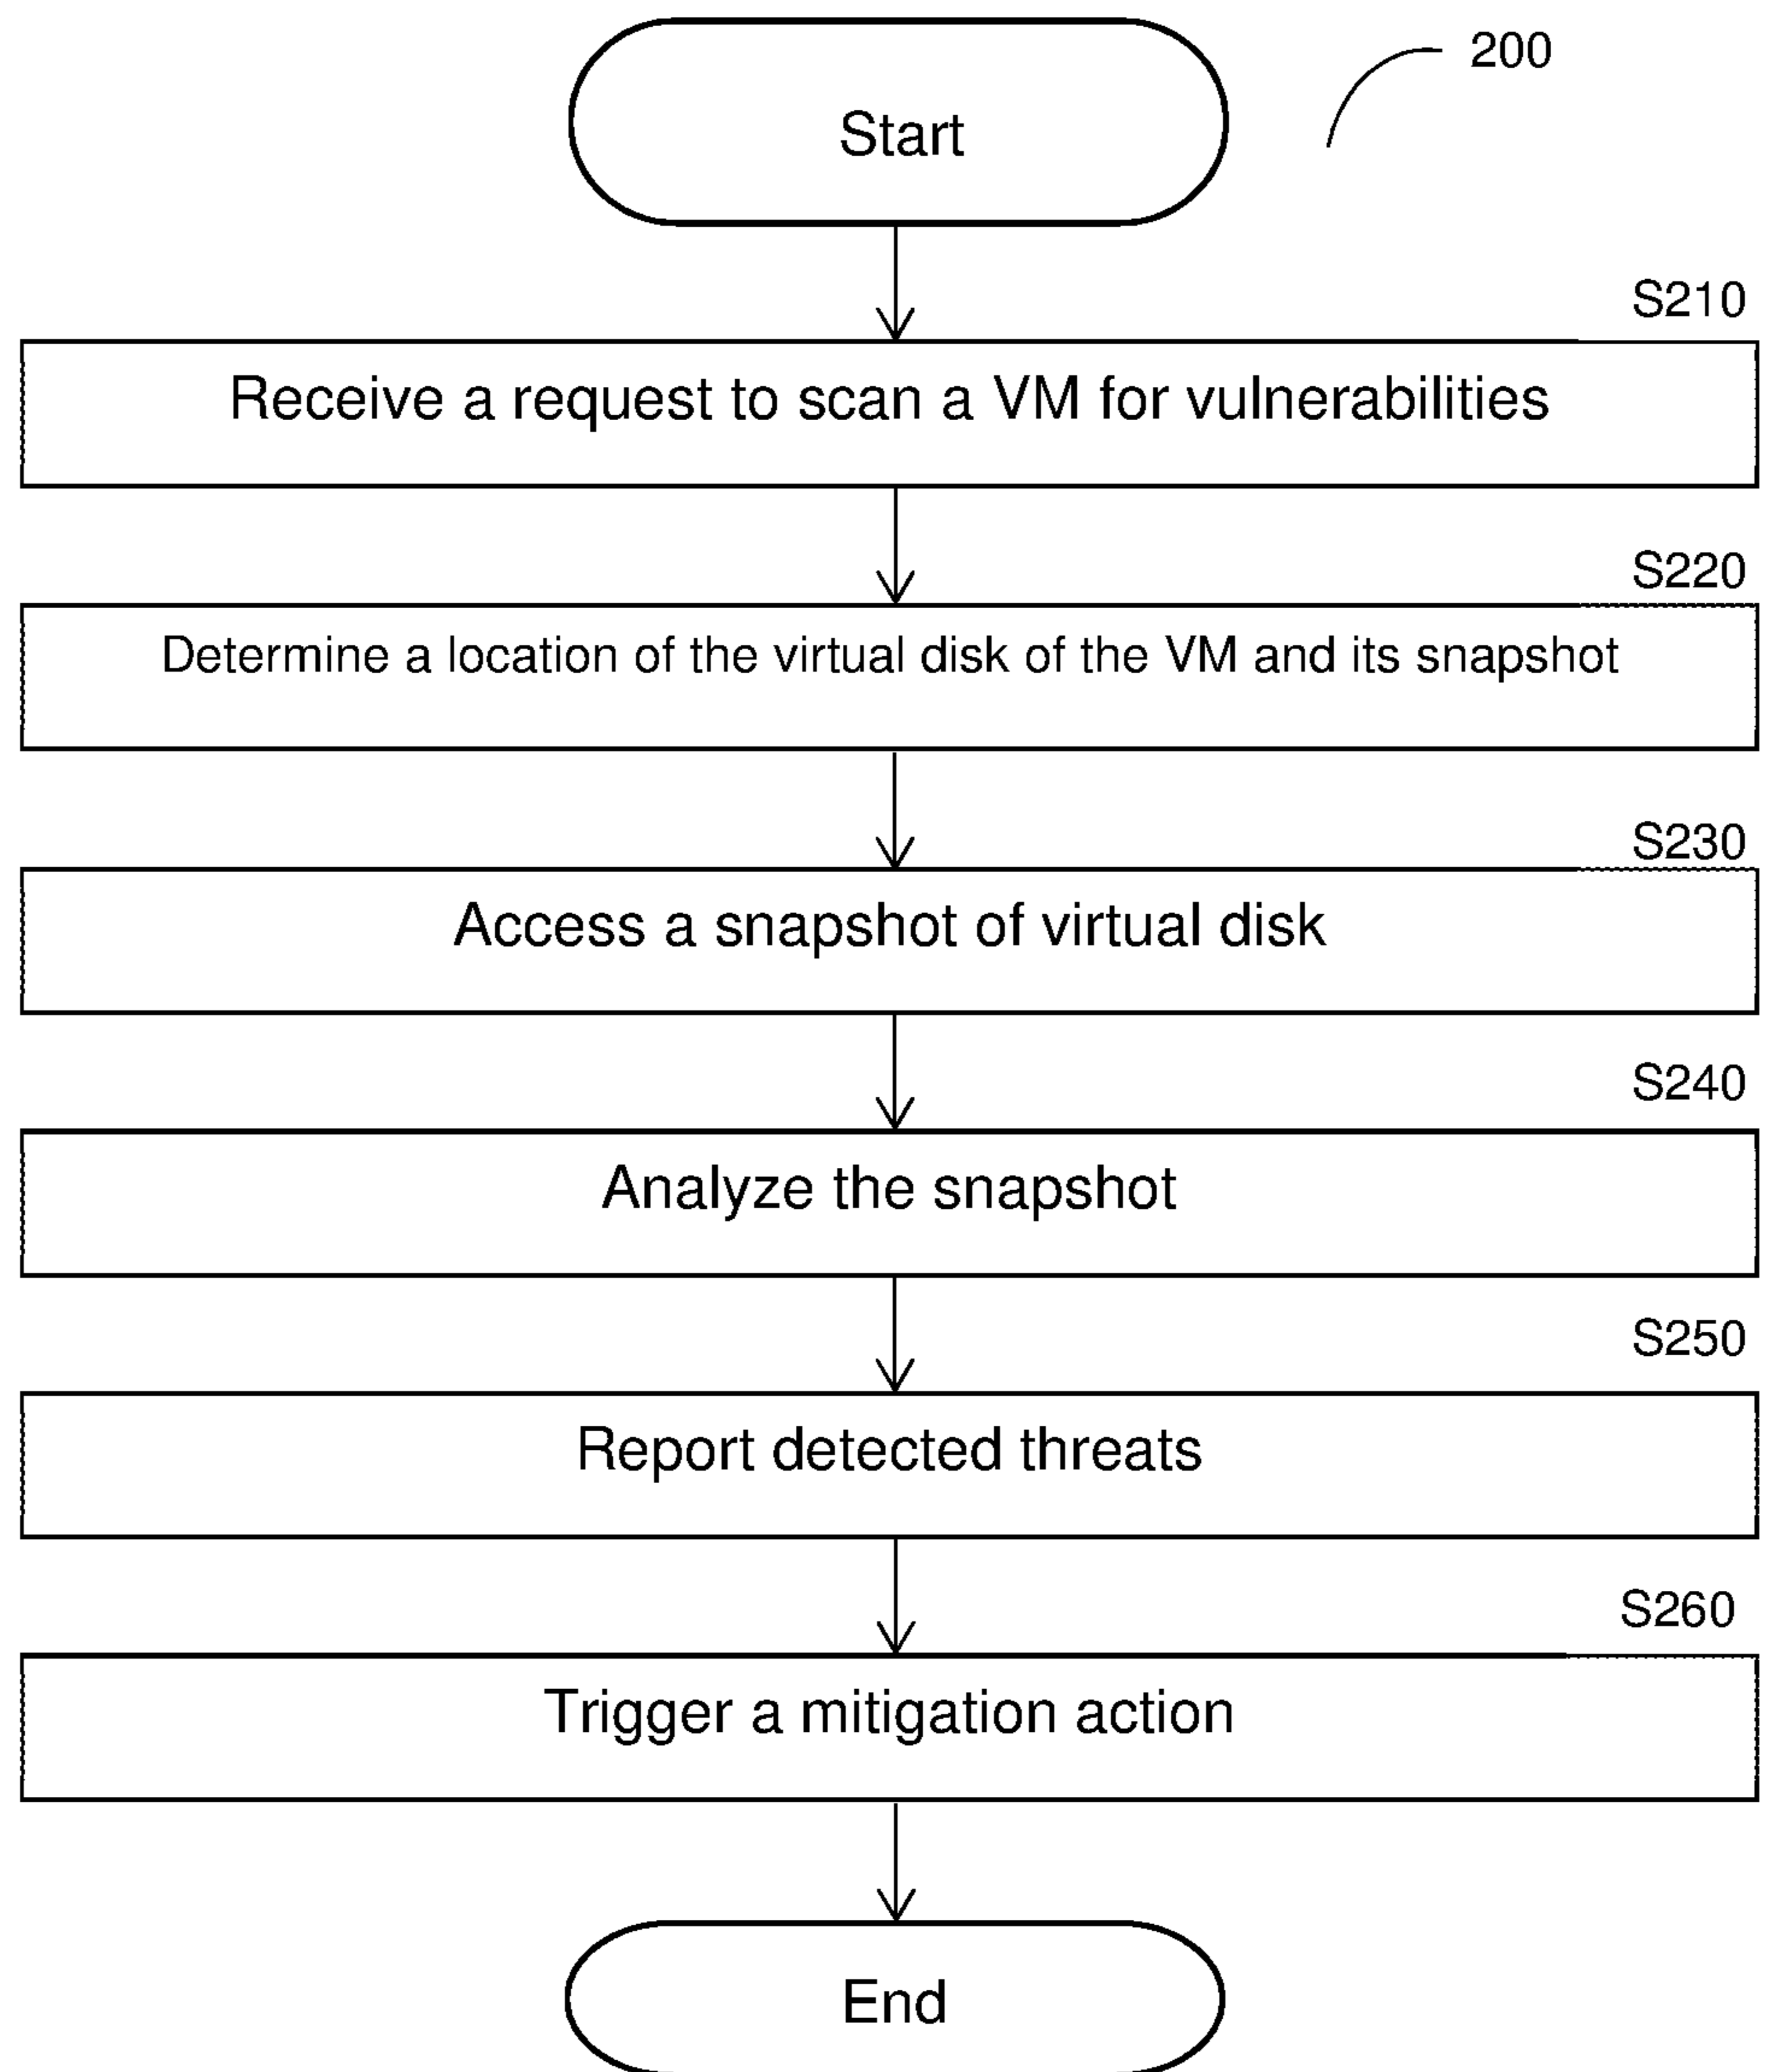 200
Start
S210
Receive a request to scan a VM for vulnerabilities
S220
Determine a location of the virtual disk of the VM and its snapshot
S230
Access a snapshot of virtual disk
S240
Analyze the snapshot
S250
Report detected threats
S260
Trigger a mitigation action
End